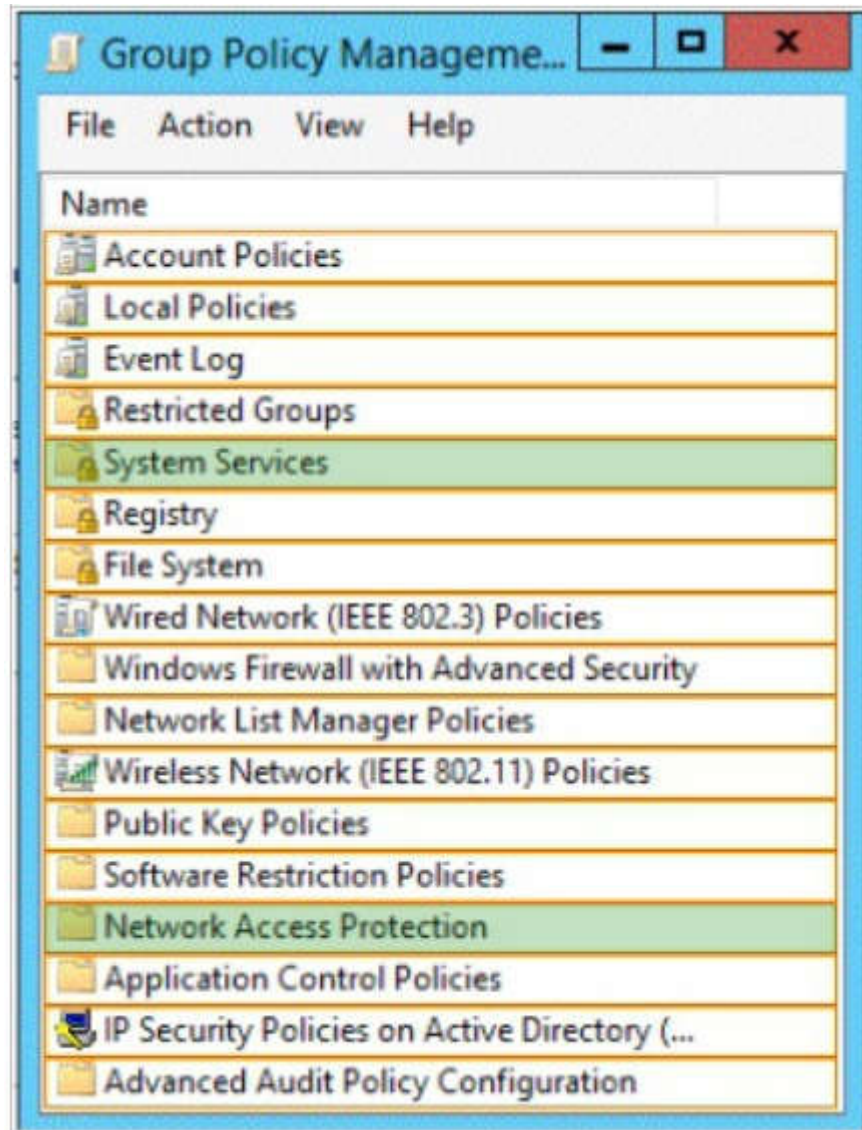 Group Policy Manageme...
File Action View Help
Name
Account Policies
Local Policies
Event Log
Restricted Groups
System Services
Registry
File System
Wired Network (IEEE 802.3) Policies
Windows Firewall with Advanced Security
Network List Manager Policies
Wireless Network (IEEE 802.11) Policies
Public Key Policies
Software Restriction Policies
Network Access Protection
Application Control Policies
IP Security Policies on Active Directory (...
Advanced Audit Policy Configuration